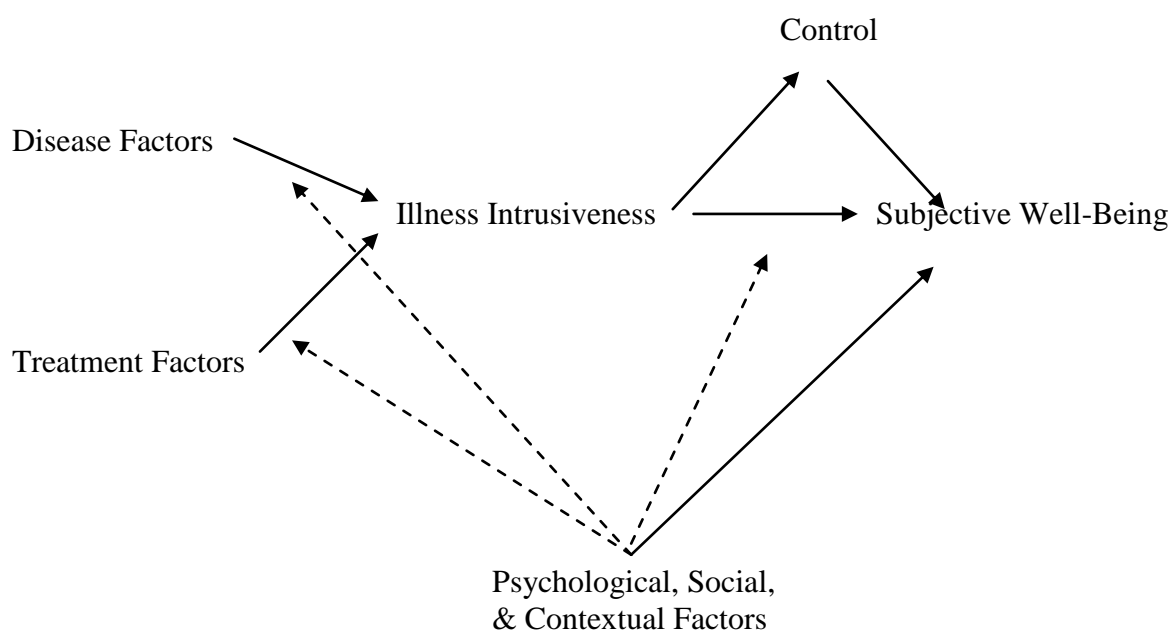 Control
Disease Factors
Illness Intrusiveness
Subjective Well-Being
Treatment Factors
Psychological, Social,
& Contextual Factors